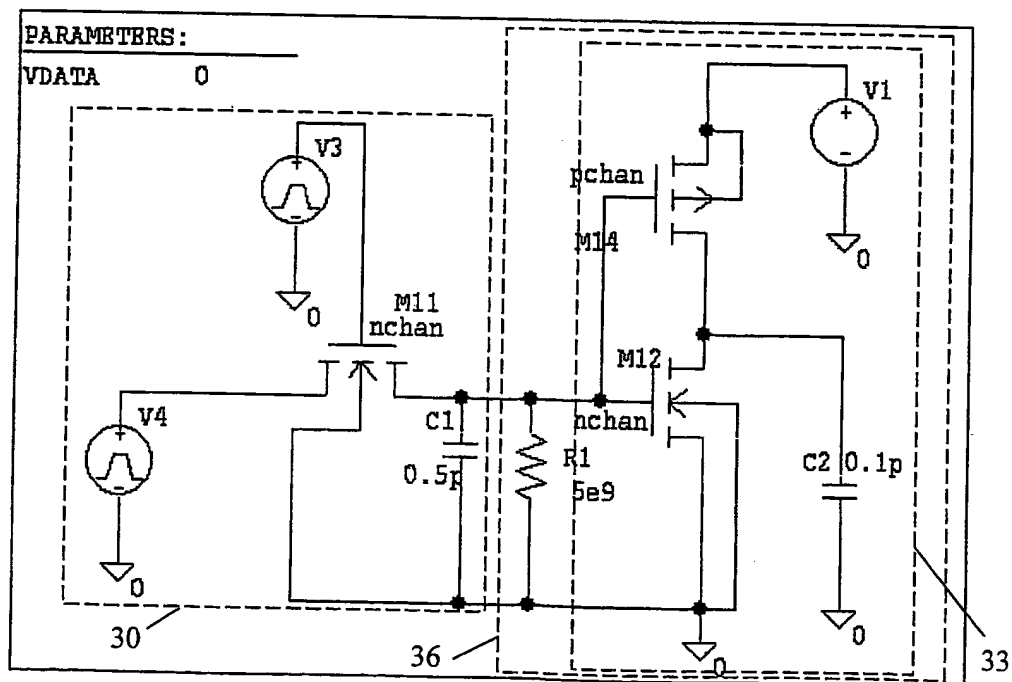 PARAMETERS:
VDATA 0
V3
V1
pchan
M14
0
0
M11
nchan
M12
V4
C1
0.5p
R1
5e9
nchan
C2 0.1p
0
0
0
30
36
33